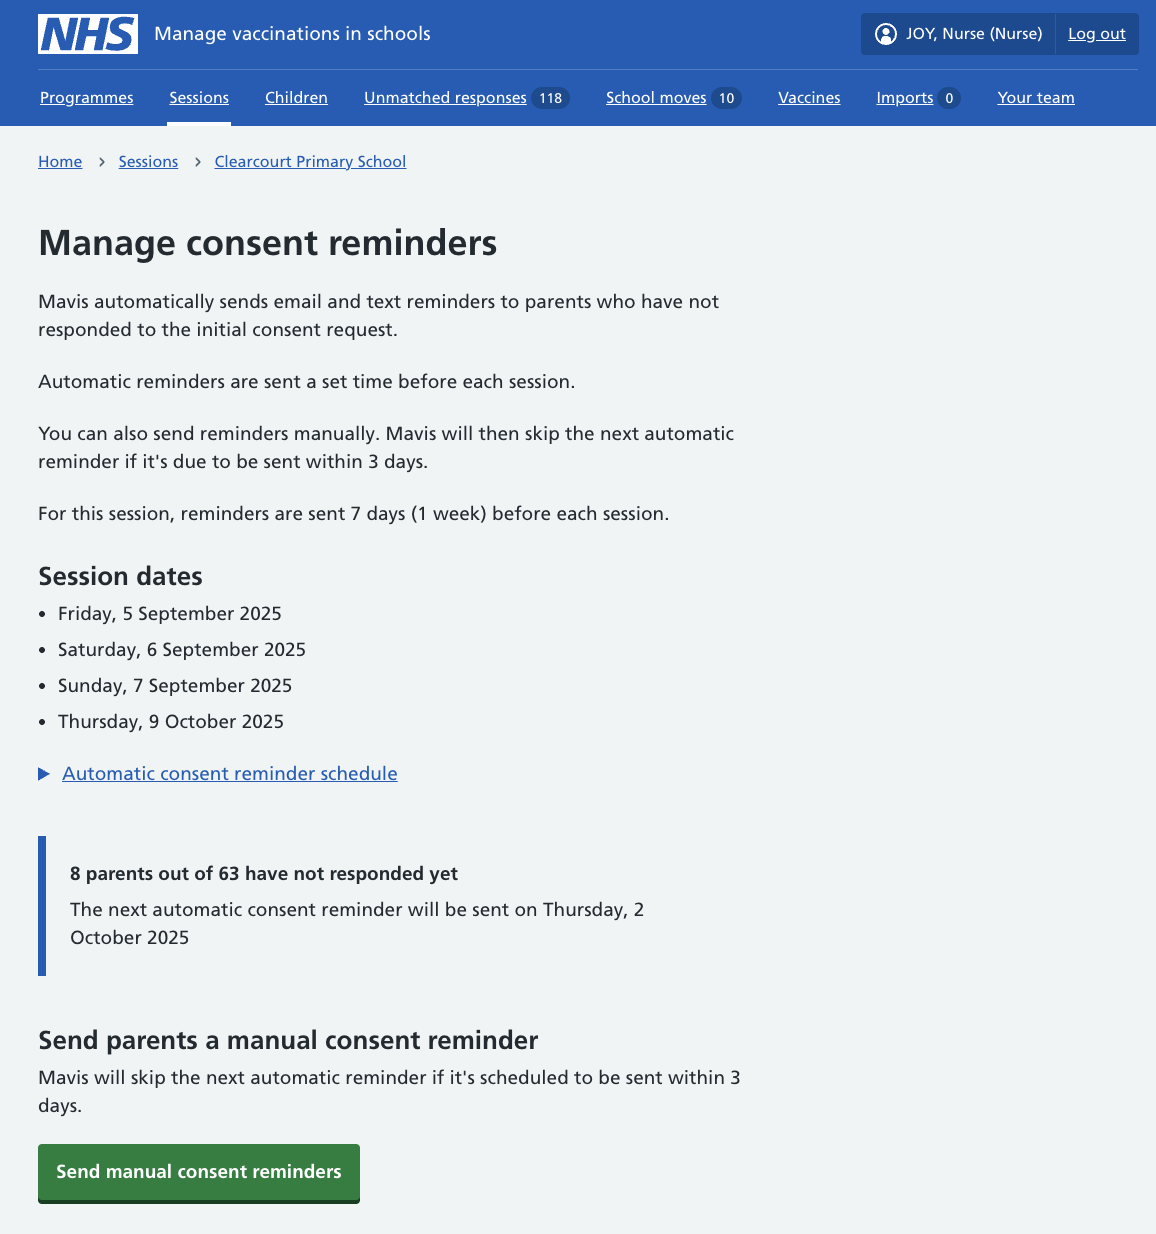 NHS Manage vaccinations in schools JOY, Nurse (Nurse) Log out
Programmes Sessions Children Unmatched responses 118 School moves 10 Vaccines Imports 0 Your team
Home > Sessions > Clearcourt Primary School
Manage consent reminders
Mavis automatically sends email and text reminders to parents who have not
responded to the initial consent request.
Automatic reminders are sent a set time before each session.
You can also send reminders manually. Mavis will then skip the next automatic
reminder if it's due to be sent within 3 days.
For this session, reminders are sent 7 days (1 week) before each session.
Session dates
• Friday, 5 September 2025
• Saturday, 6 September 2025
• Sunday, 7 September 2025
• Thursday, 9 October 2025
Automatic consent reminder schedule
8 parents out of 63 have not responded yet
The next automatic consent reminder will be sent on Thursday, 2
October 2025
Send parents a manual consent reminder
Mavis will skip the next automatic reminder if it's scheduled to be sent within 3
days.
Send manual consent reminders